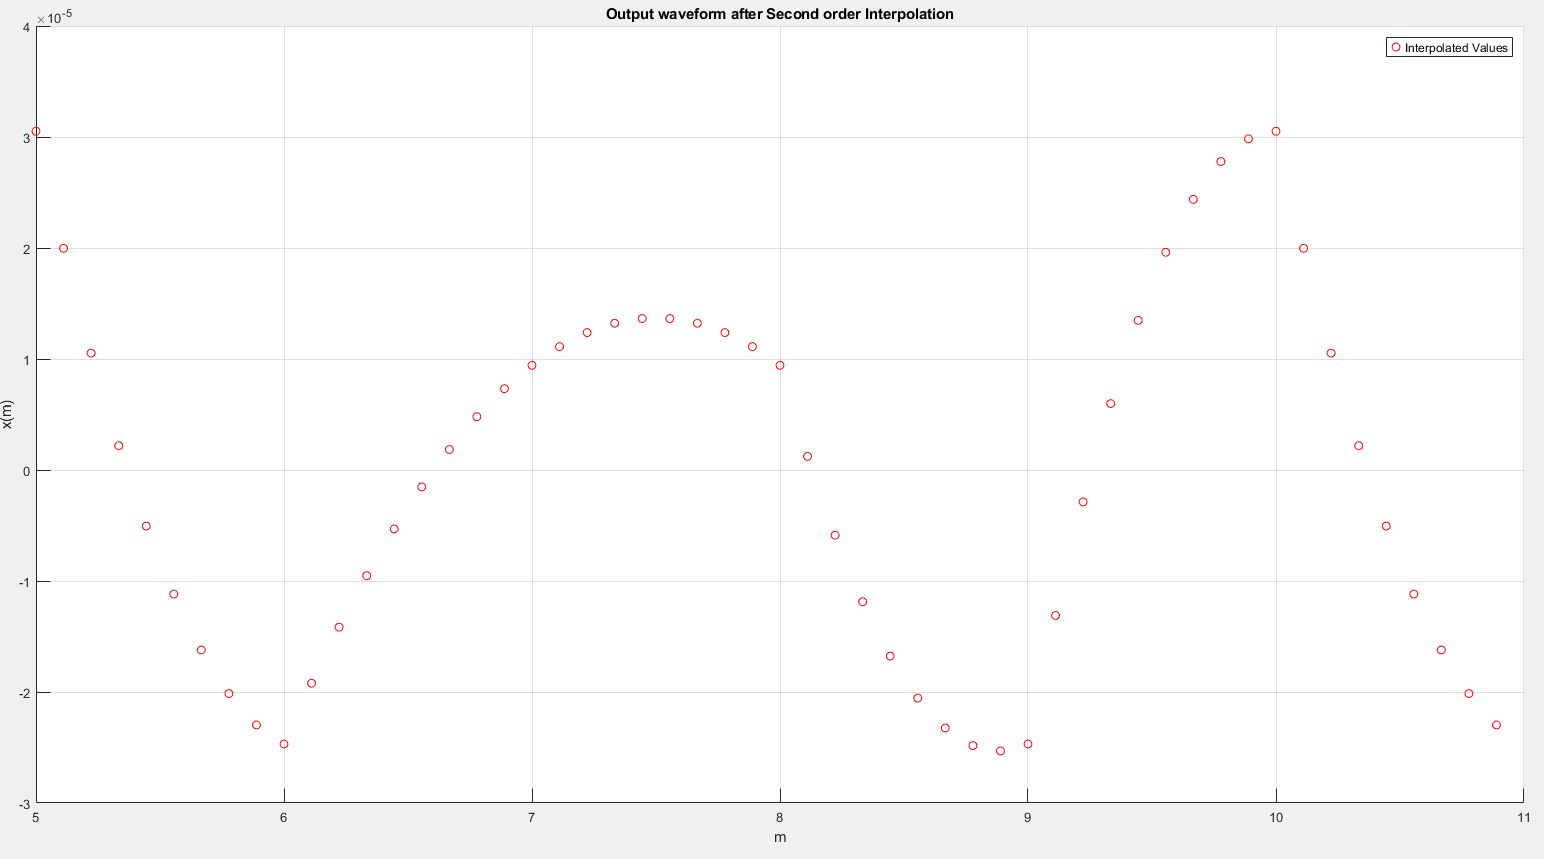 Output waveform after Second order Interpolation
×10-5
Interpolated Values
4
3
2
1
0
-1
-2
-3
x(m)
5 6 7 8 9 10 11
m